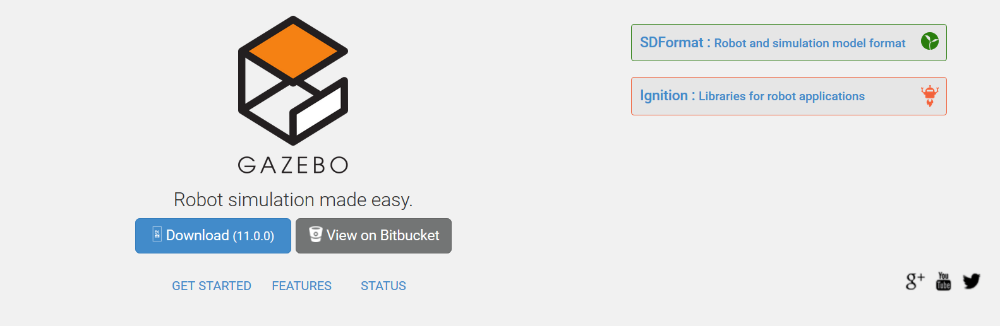 GAZEBO
Robot simulation made easy.
Download (11.0.0)
View on Bitbucket
GET STARTED
FEATURES
STATUS
SDFormat : Robot and simulation model format
Ignition : Libraries for robot applications
g+
You
Tube